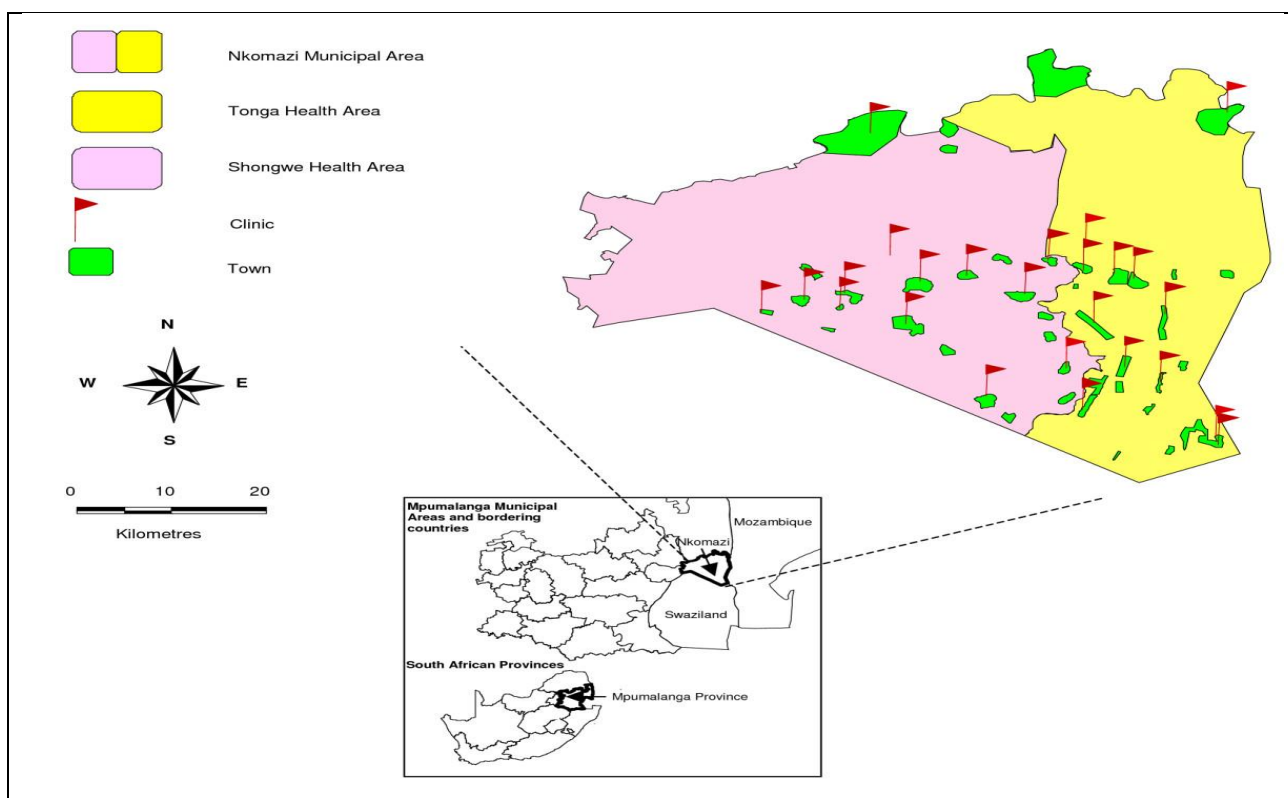 Nkomazi Municipal Area
Tonga Health Area
Shongwe Health Area
Clinic
Town
N
W
E
S
0
10
20
Kilometres
Mpumalanga Municipal
Areas and bordering
countries
Mozambique
Nkomazi
Swaziland
South African Provinces
Mpumalanga Province